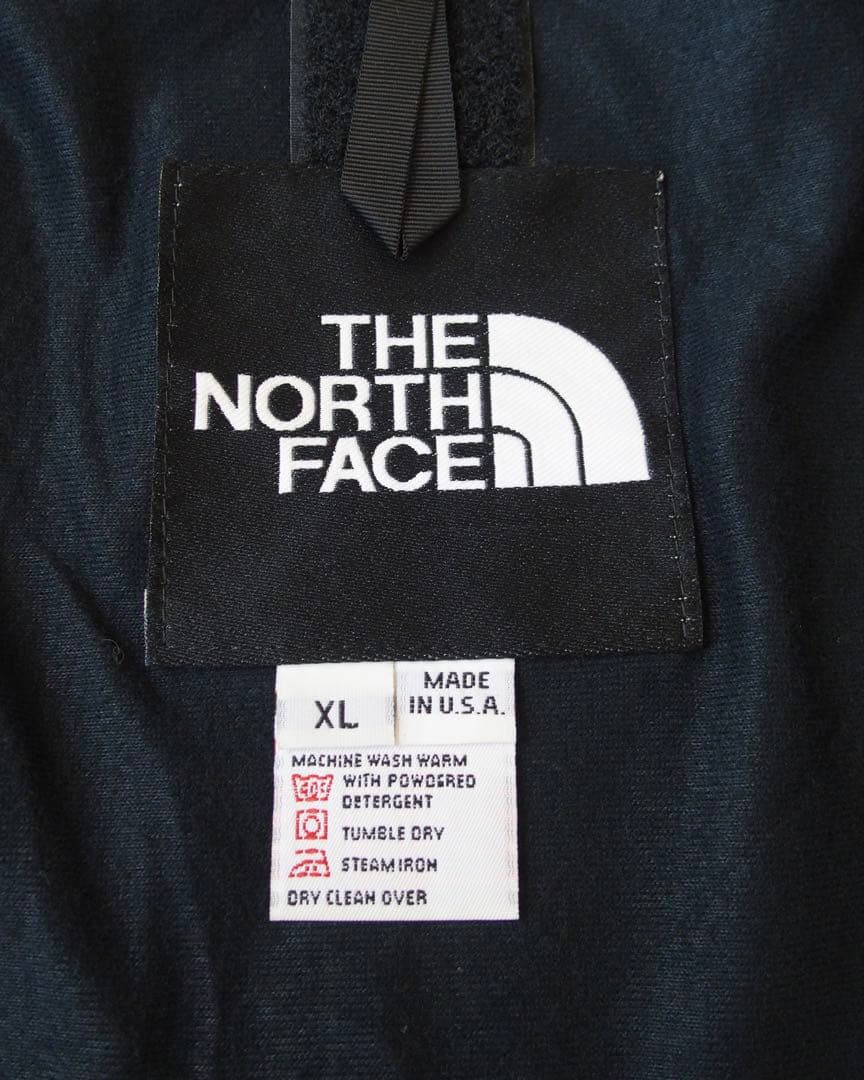 THE
NORTH
FACE
XL
MADE
IN U.S.A.
MACHINE WASH WARM
WITH POWDERED
DETERGENT
TUMBLE DRY
STEAM IRON
DRY CLEAN OVER